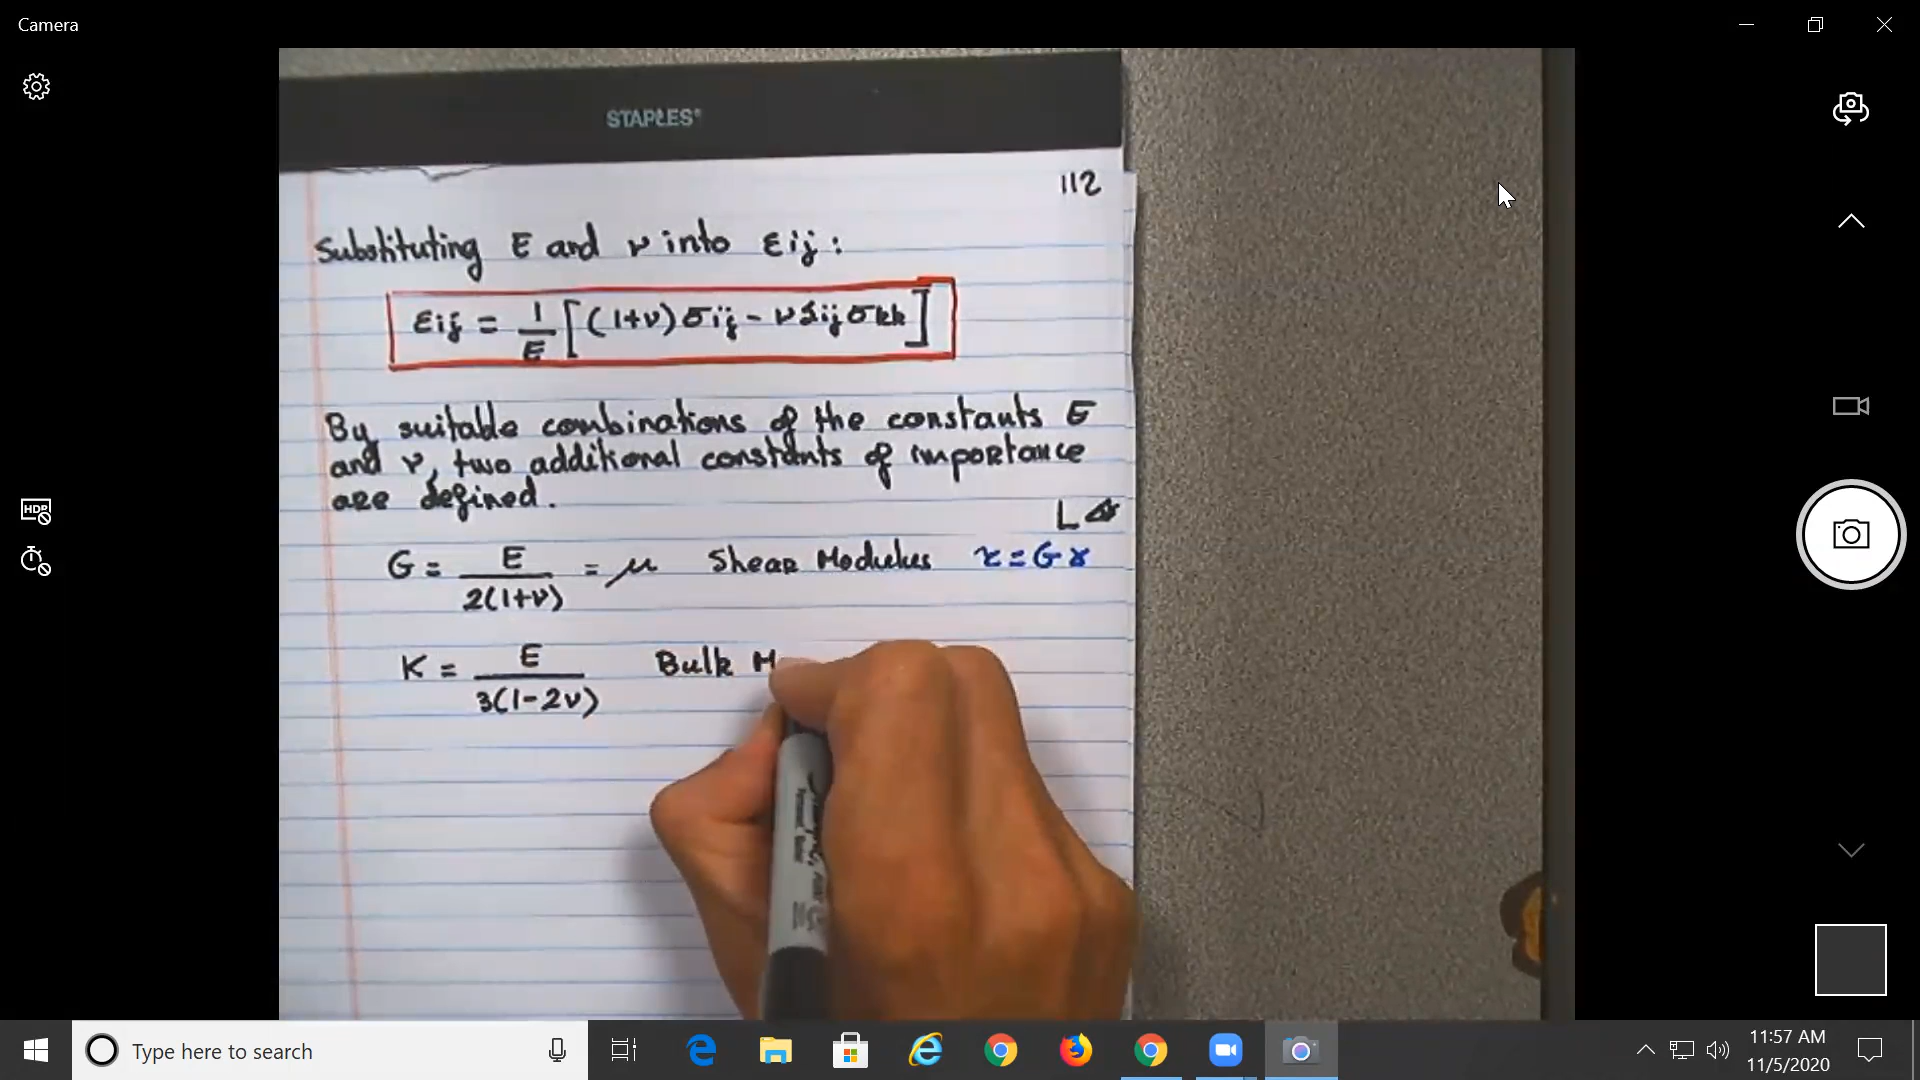 Camera
STAPLES
112
Substituting E and ν into εij :
εij = 1/E [(1+ν) σij - ν δij σkk]
By suitable combinations of the constants E
and ν, two additional constants of importance
are defined.
L
G = E / 2(1+ν) = μ Shear Modulus τ = G γ
K = E / 3(1-2ν) Bulk M
HDR
Type here to search
11:57 AM
11/5/2020